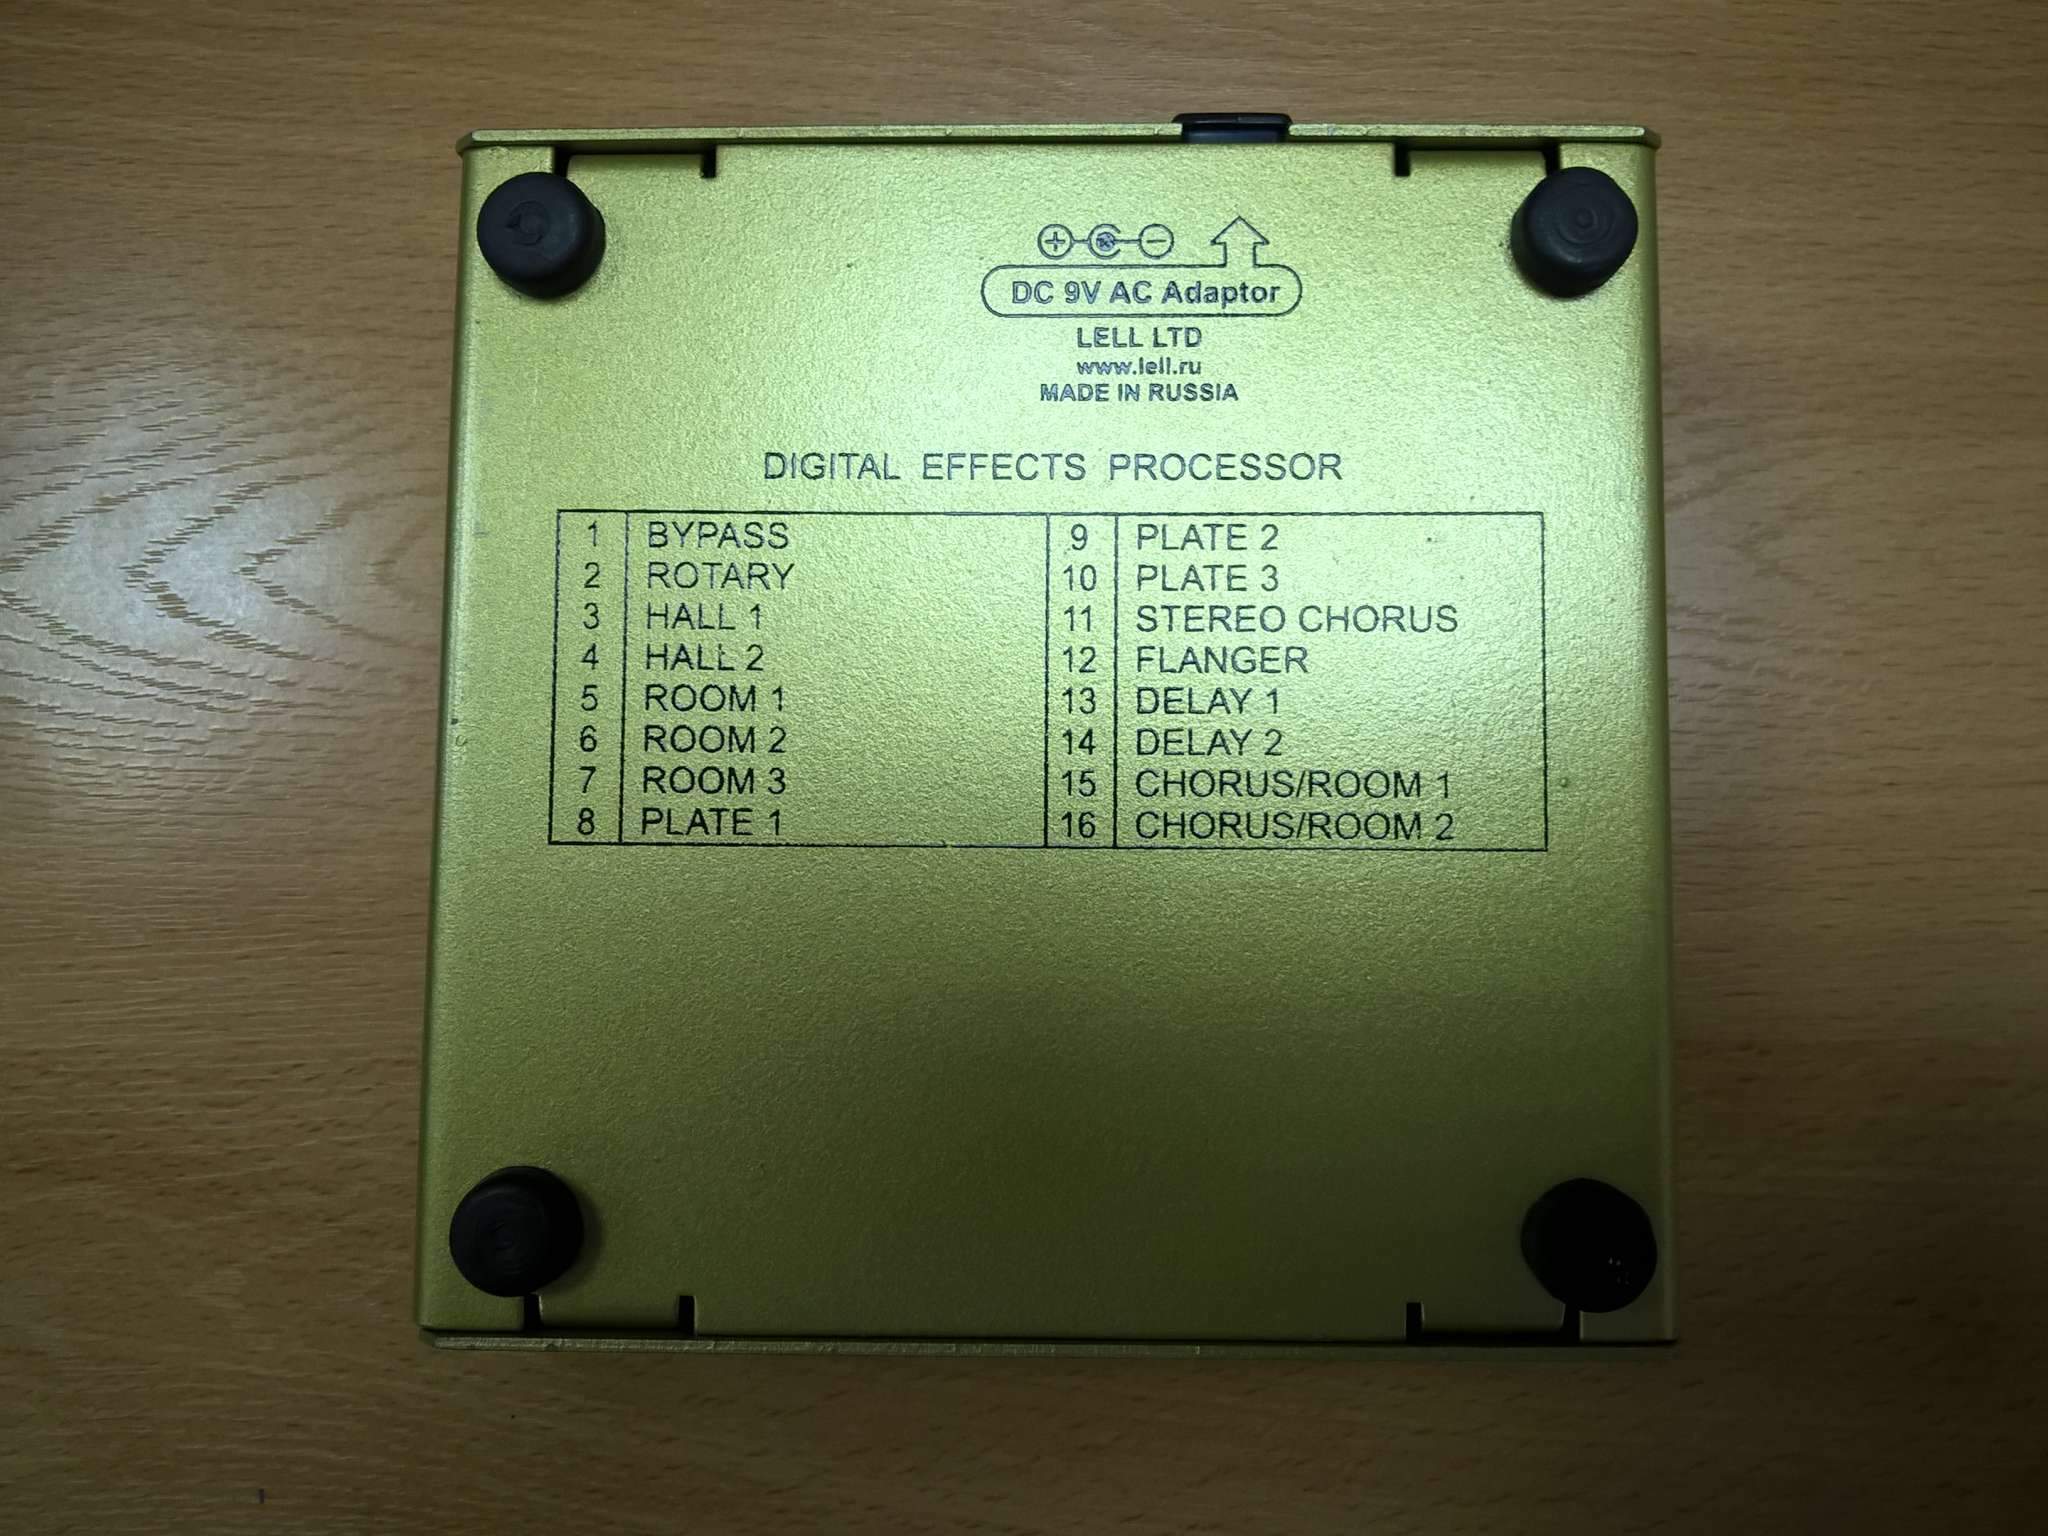 DC 9V AC Adaptor
LELL LTD
www.lell.ru
MADE IN RUSSIA
DIGITAL EFFECTS PROCESSOR
1 BYPASS
2 ROTARY
3 HALL 1
4 HALL 2
5 ROOM 1
6 ROOM 2
7 ROOM 3
8 PLATE 1
9 PLATE 2
10 PLATE 3
11 STEREO CHORUS
12 FLANGER
13 DELAY 1
14 DELAY 2
15 CHORUS/ROOM 1
16 CHORUS/ROOM 2